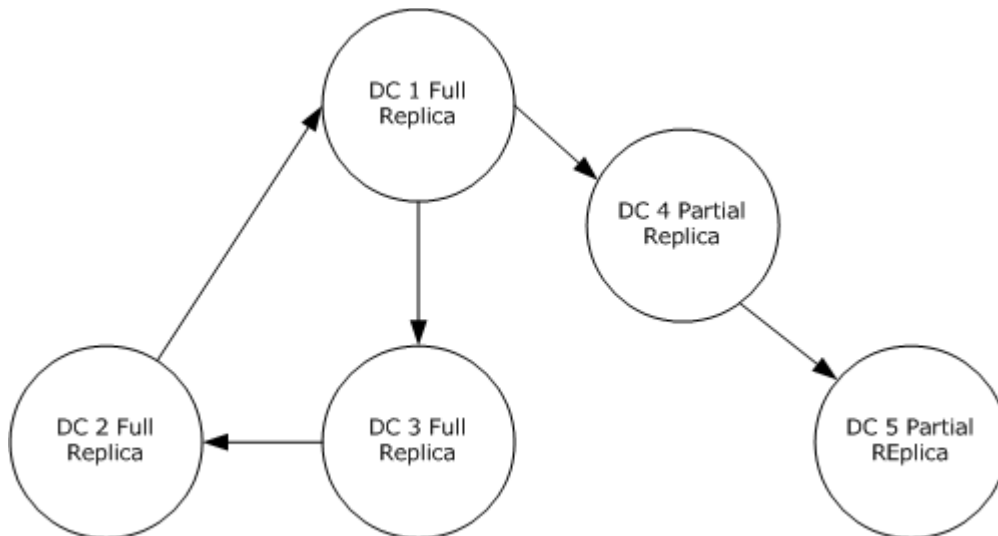 DC 1 Full
Replica
DC 4 Partial
Replica
DC 2 Full
Replica
DC 3 Full
Replica
DC 5 Partial
REplica